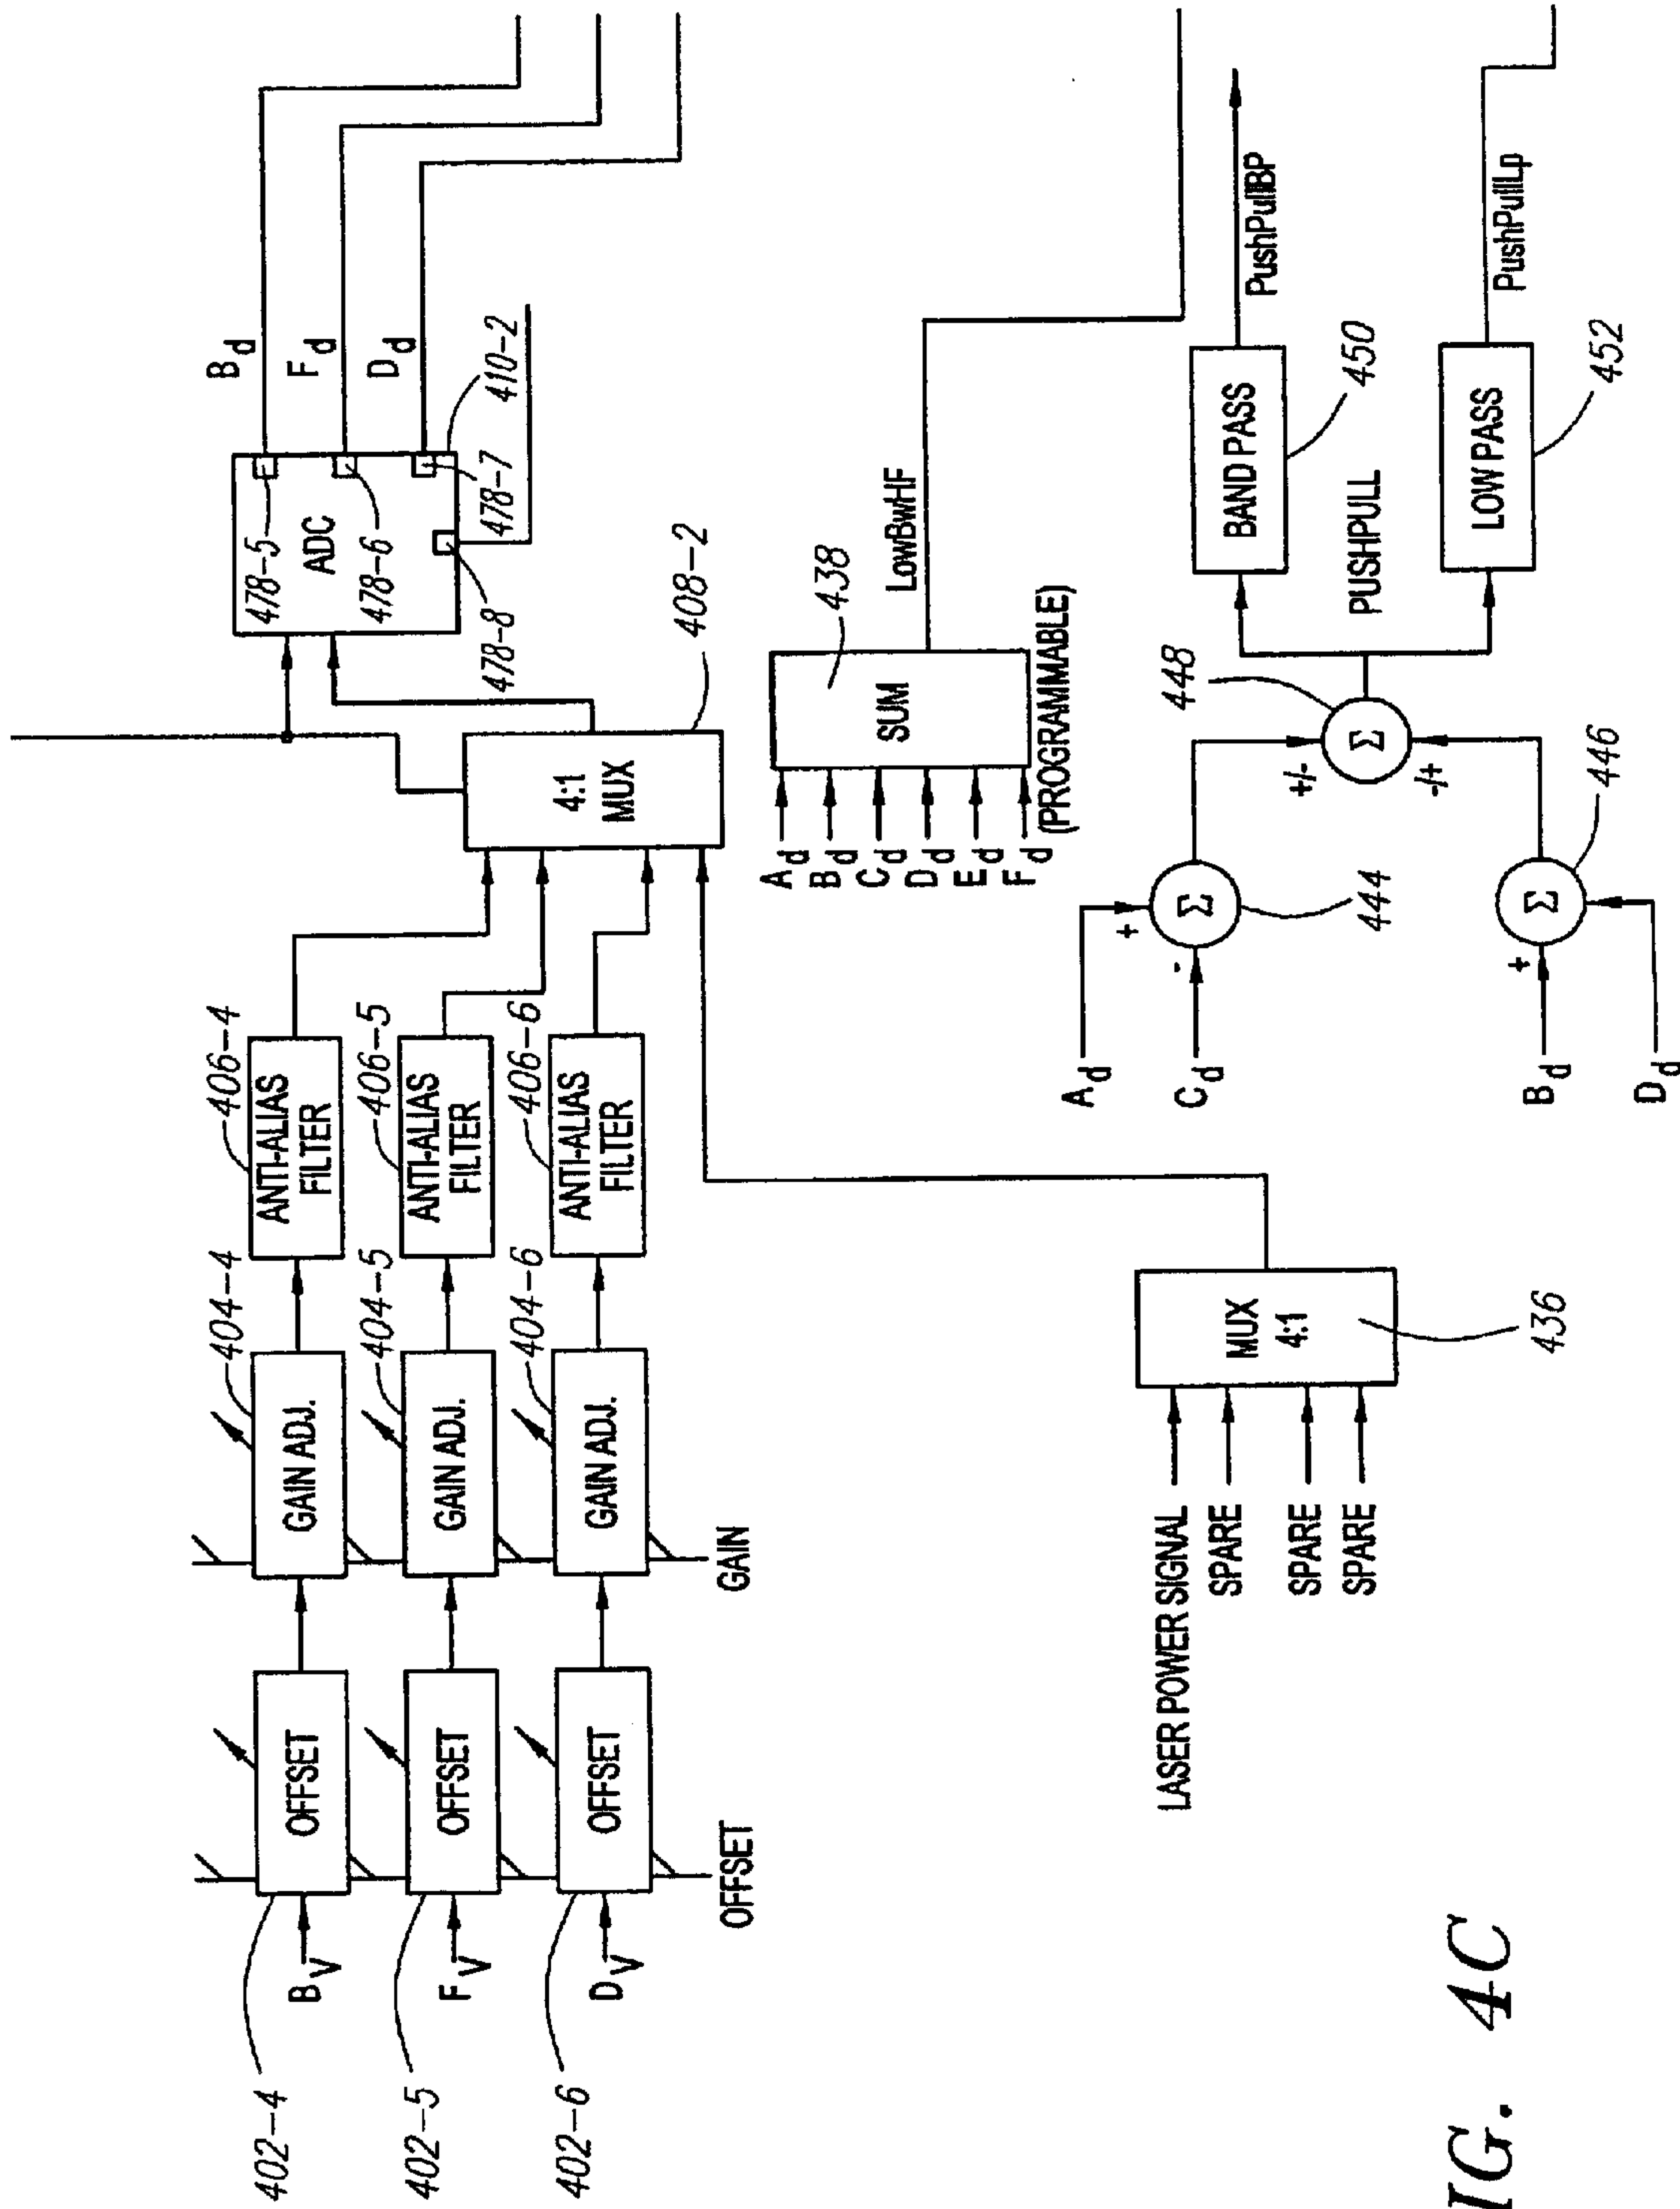 402-4
402-5
402-6
B_V
F_V
D_V
OFFSET
OFFSET
OFFSET
OFFSET
404-4
404-5
404-6
GAIN ADJ.
GAIN ADJ.
GAIN ADJ.
GAIN
406-4
406-5
406-6
ANTI-ALIAS
FILTER
ANTI-ALIAS
FILTER
ANTI-ALIAS
FILTER
4:1
MUX
408-2
ADC
478-5
478-6
478-7
478-8
410-2
B_d
F_d
D_d
LASER POWER SIGNAL
SPARE
SPARE
SPARE
MUX
4:1
436
A_d
B_d
C_d
D_d
E_d
F_d
(PROGRAMMABLE)
SUM
438
LowBwHF
A_d
C_d
+
-
Σ
444
B_d
D_d
+
Σ
446
+/-
-/+
Σ
448
PUSHPULL
BAND PASS
450
PushPullBP
LOW PASS
452
PushPullLp
IG. 4C